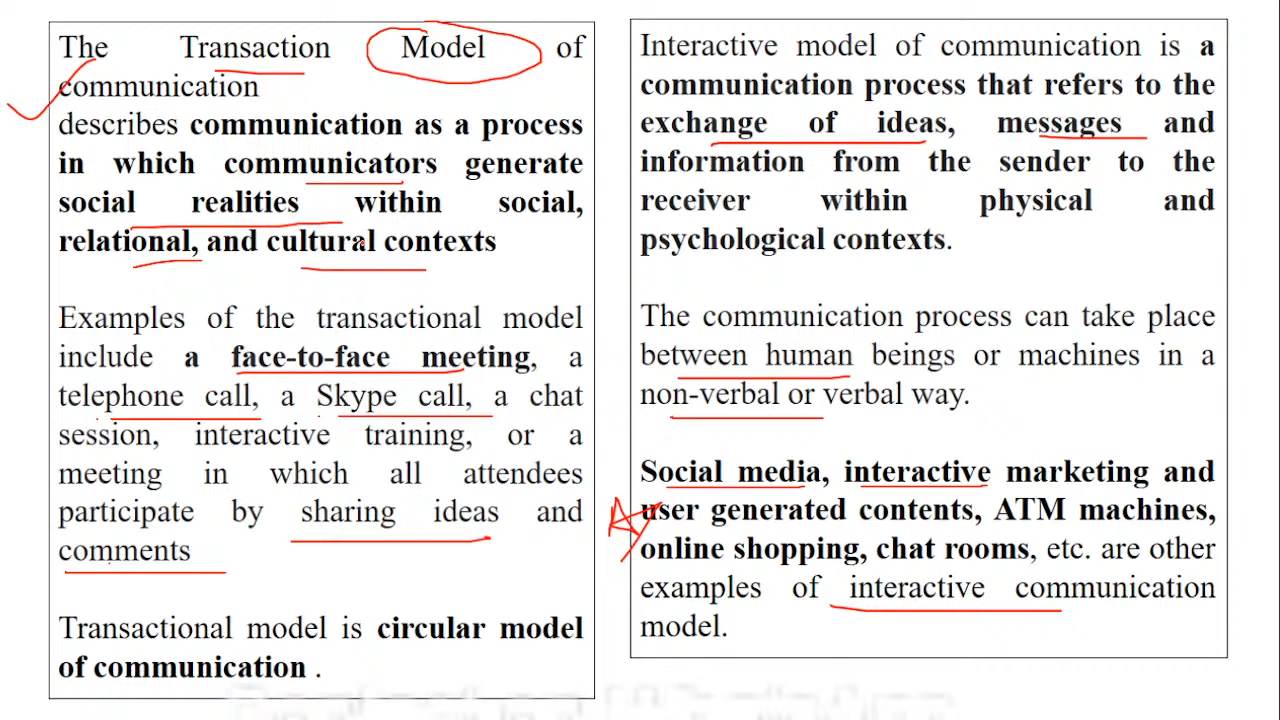 The Transaction Model of
communication
describes communication as a process
in which communicators generate
social realities within social,
relational, and cultural contexts
Examples of the transactional model
include a face-to-face meeting, a
telephone call, a Skype call, a chat
session, interactive training, or a
meeting in which all attendees
participate by sharing ideas and
comments
Transactional model is circular model
of communication .
Interactive model of communication is a
communication process that refers to the
exchange of ideas, messages and
information from the sender to the
receiver within physical and
psychological contexts.
The communication process can take place
between human beings or machines in a
non-verbal or verbal way.
Social media, interactive marketing and
user generated contents, ATM machines,
online shopping, chat rooms, etc. are other
examples of interactive communication
model.